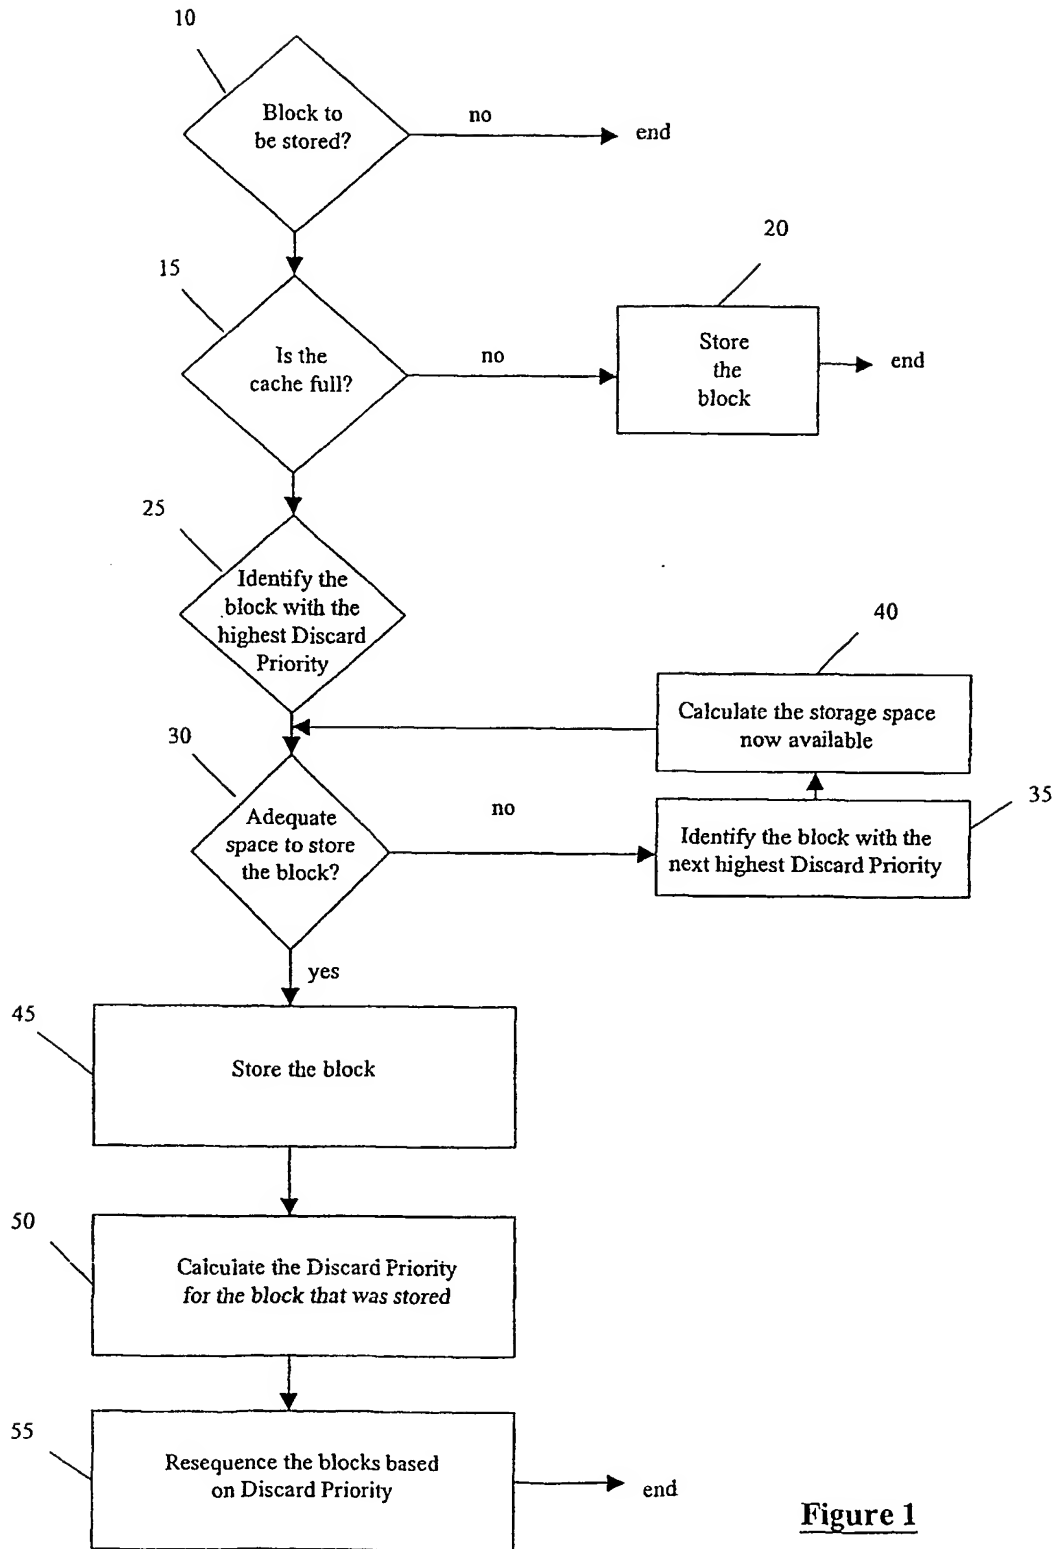 10
Block to
be stored?
no
end
15
Is the
cache full?
no
20
Store
the
block
end
25
Identify the
block with the
highest Discard
Priority
40
Calculate the storage space
now available
30
Adequate
space to store
the block?
no
35
Identify the block with the
next highest Discard Priority
yes
45
Store the block
50
Calculate the Discard Priority
for the block that was stored
55
Resequence the blocks based
on Discard Priority
end
Figure 1